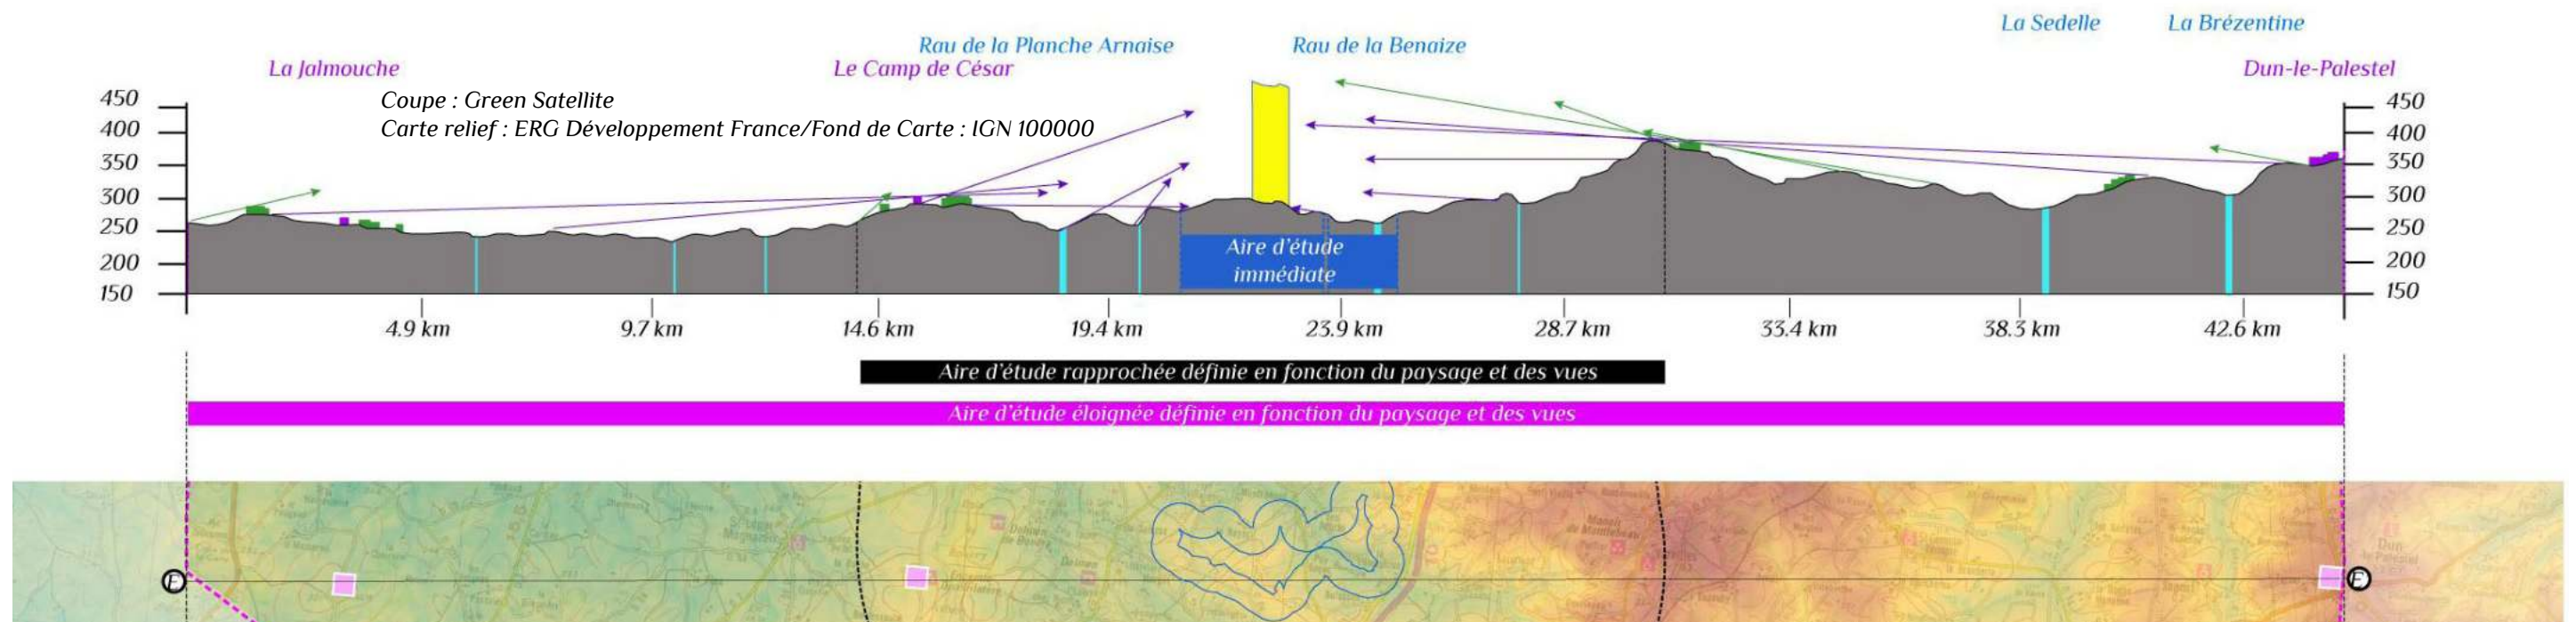 La Sedelle
La Brézentine
Rau de la Planche Arnaise
Rau de la Benaize
La Jalmouche
Le Camp de César
Dun-le-Palestel
Coupe : Green Satellite
Carte relief : ERG Développement France/Fond de Carte : IGN 100000
450
400
350
300
250
200
150
450
400
350
300
250
200
150
Aire d'étude
immédiate
4.9 km
9.7 km
14.6 km
19.4 km
23.9 km
28.7 km
33.4 km
38.3 km
42.6 km
Aire d'étude rapprochée définie en fonction du paysage et des vues
Aire d'étude éloignée définie en fonction du paysage et des vues
E
E
Dun